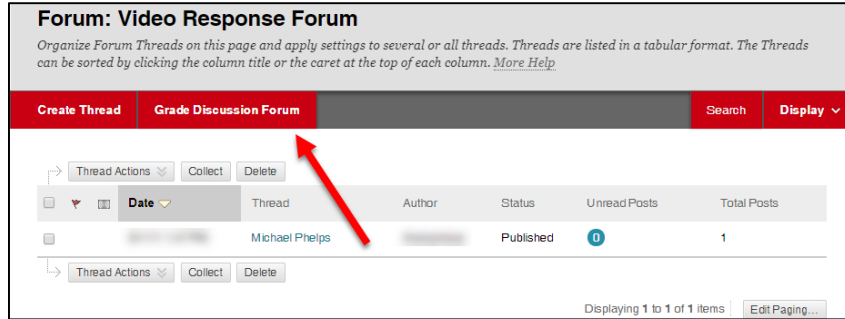 Forum: Video Response Forum
Organize Forum Threads on this page and apply settings to several or all threads. Threads are listed in a tabular format. The Threads
can be sorted by clicking the column title or the caret at the top of each column. More Help
Create Thread Grade Discussion Forum Search Display
Thread Actions Collect Delete
Date Thread Author Status Unread Posts Total Posts
Michael Phelps Published 0 1
Thread Actions Collect Delete
Displaying 1 to 1 of 1 items Edit Paging...